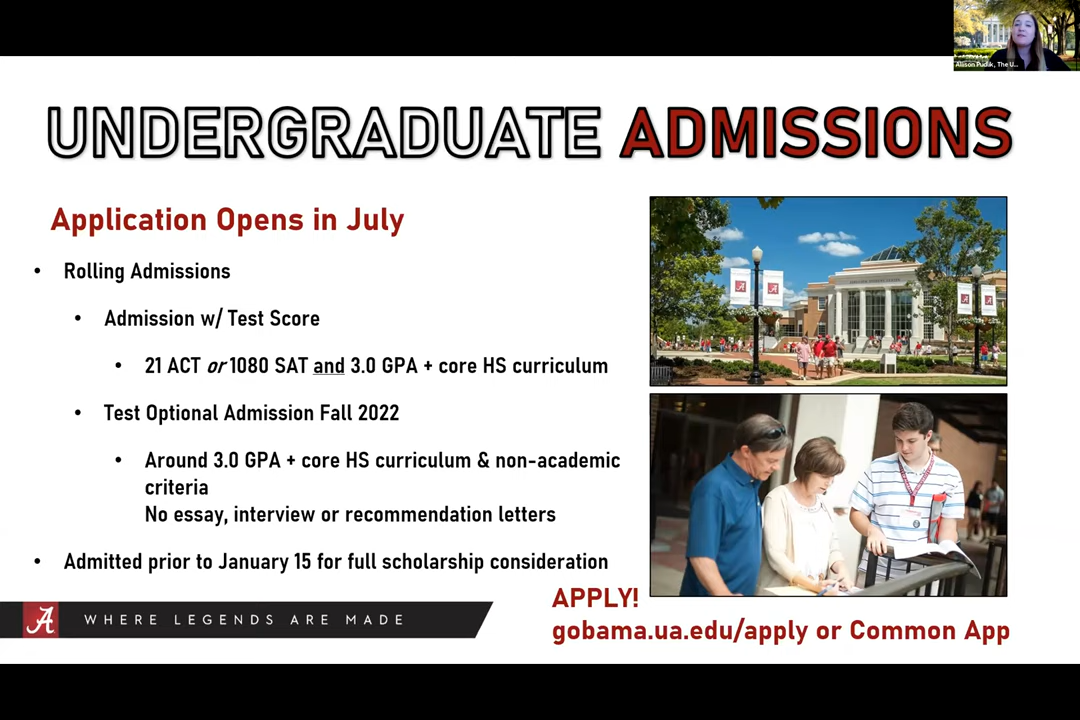 Allison Pudlik, The U...
UNDERGRADUATE ADMISSIONS
Application Opens in July
• Rolling Admissions
• Admission w/ Test Score
• 21 ACT or 1080 SAT and 3.0 GPA + core HS curriculum
• Test Optional Admission Fall 2022
• Around 3.0 GPA + core HS curriculum & non-academic
criteria
No essay, interview or recommendation letters
• Admitted prior to January 15 for full scholarship consideration
A WHERE LEGENDS ARE MADE
APPLY!
gobama.ua.edu/apply or Common App